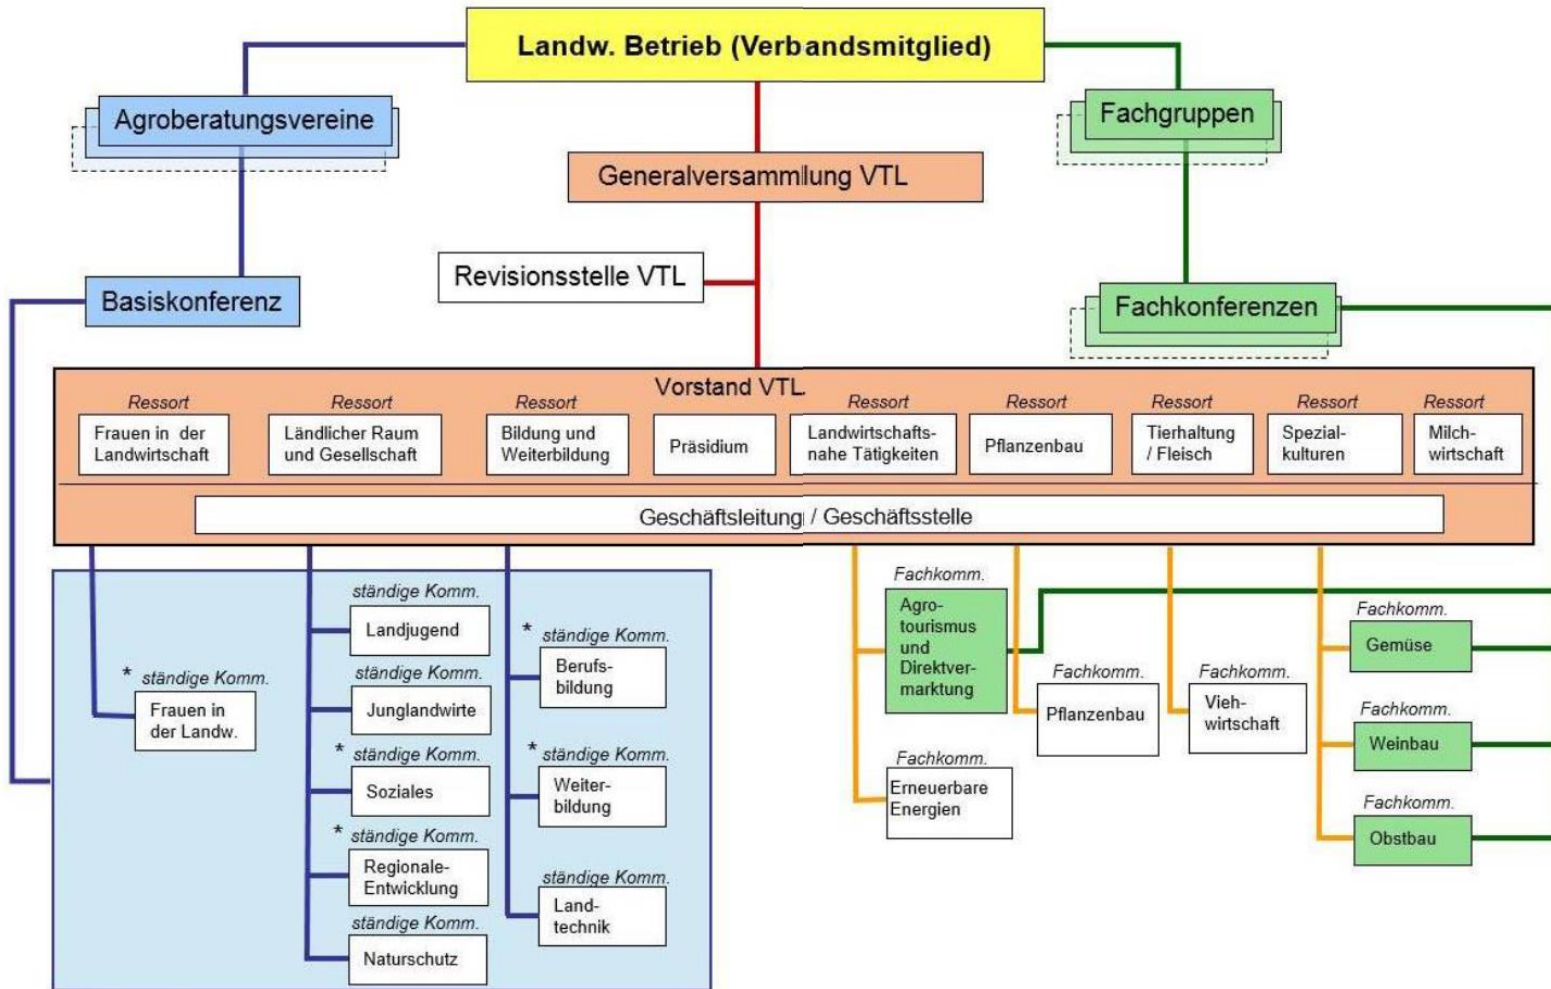 Landw. Betrieb (Verbandsmitglied)
Agroberatungsvereine
Fachgruppen
Generalversammlung VTL
Revisionsstelle VTL
Basiskonferenz
Fachkonferenzen
Vorstand VTL
Ressort
Frauen in der
Landwirtschaft
Ressort
Ländlicher Raum
und Gesellschaft
Ressort
Bildung und
Weiterbildung
Präsidium
Ressort
Landwirtschafts-
nahe Tätigkeiten
Ressort
Pflanzenbau
Ressort
Tierhaltung
/ Fleisch
Ressort
Spezial-
kulturen
Ressort
Milch-
wirtschaft
Geschäftsleitung / Geschäftsstelle
* ständige Komm.
Frauen in
der Landw.
ständige Komm.
Landjugend
ständige Komm.
Junglandwirte
* ständige Komm.
Soziales
* ständige Komm.
Regionale-
Entwicklung
ständige Komm.
Naturschutz
* ständige Komm.
Berufs-
bildung
* ständige Komm.
Weiter-
bildung
ständige Komm.
Land-
technik
Fachkomm.
Agro-
tourismus
und
Direktver-
marktung
Fachkomm.
Erneuerbare
Energien
Fachkomm.
Pflanzenbau
Fachkomm.
Vieh-
wirtschaft
Fachkomm.
Gemüse
Fachkomm.
Weinbau
Fachkomm.
Obstbau